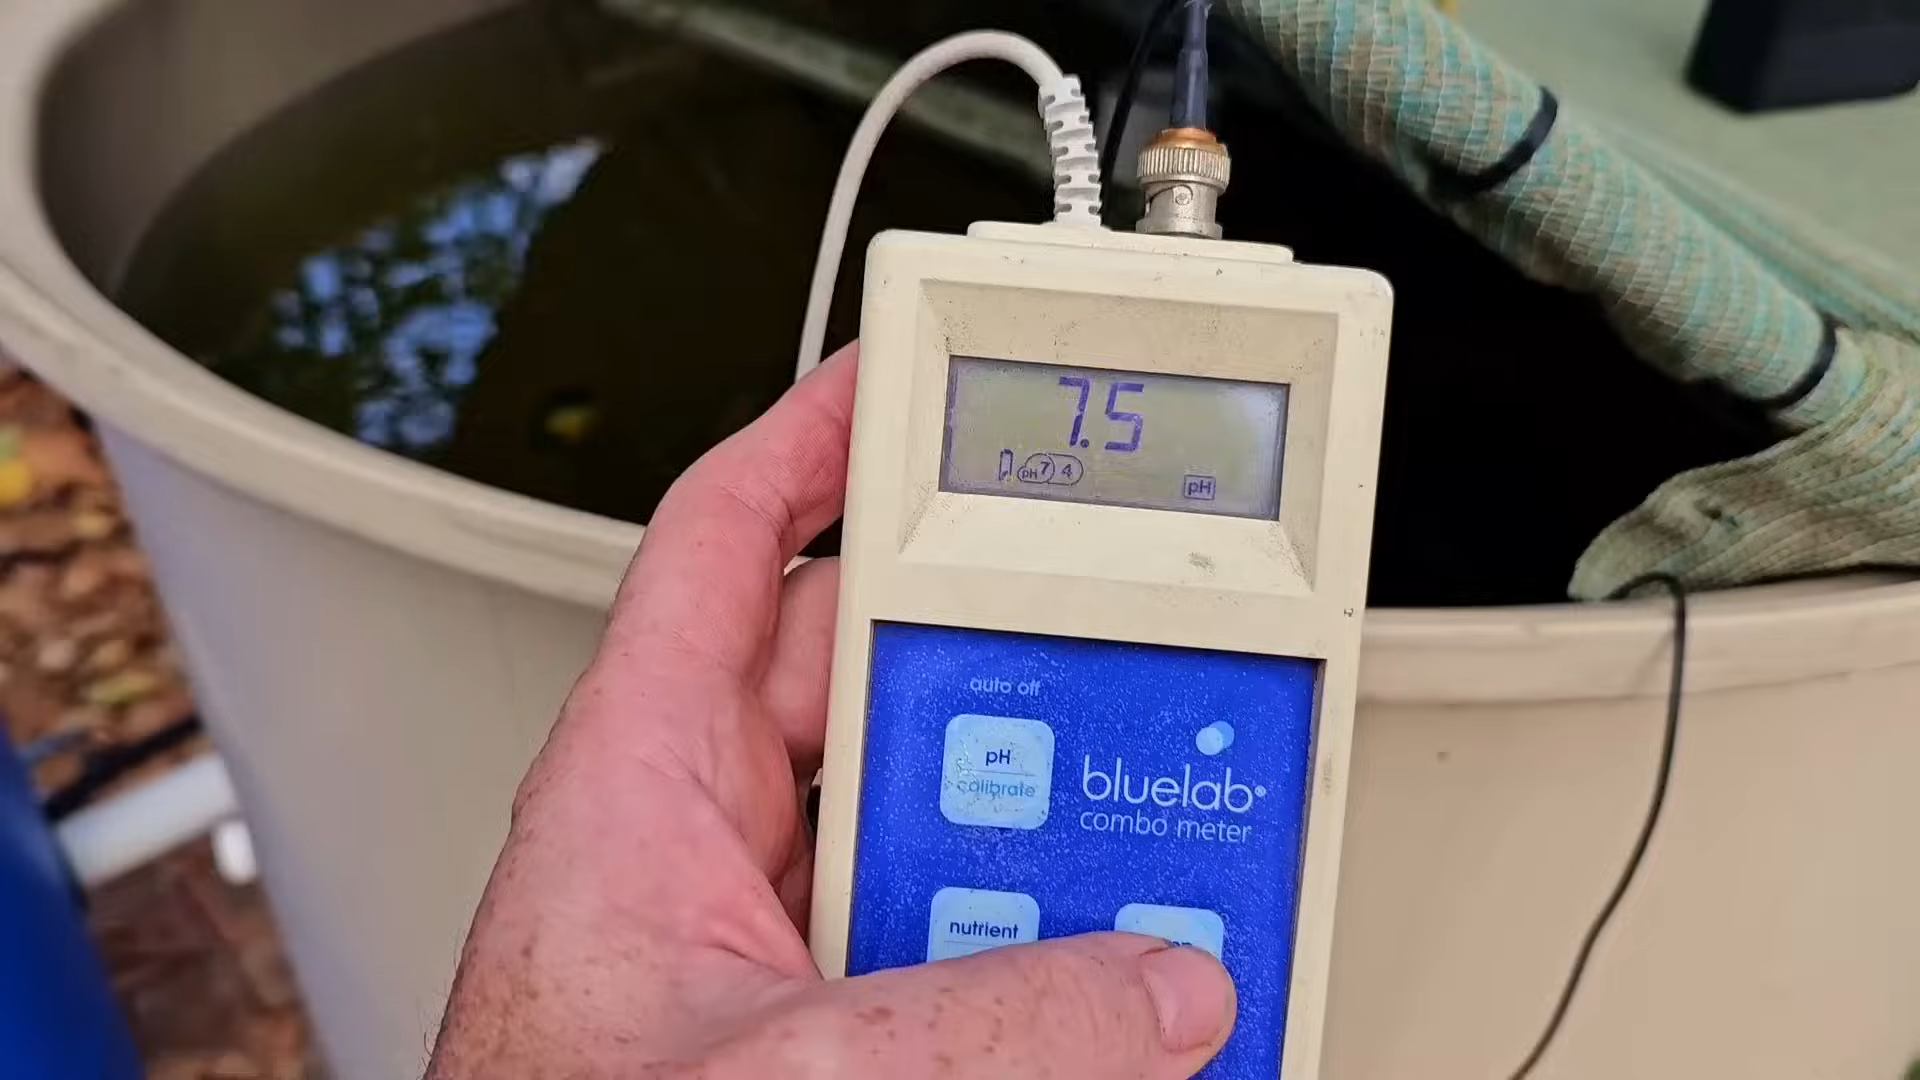 7.5
pH 7 4
pH
auto off
pH
calibrate
bluelab®
combo meter
nutrient